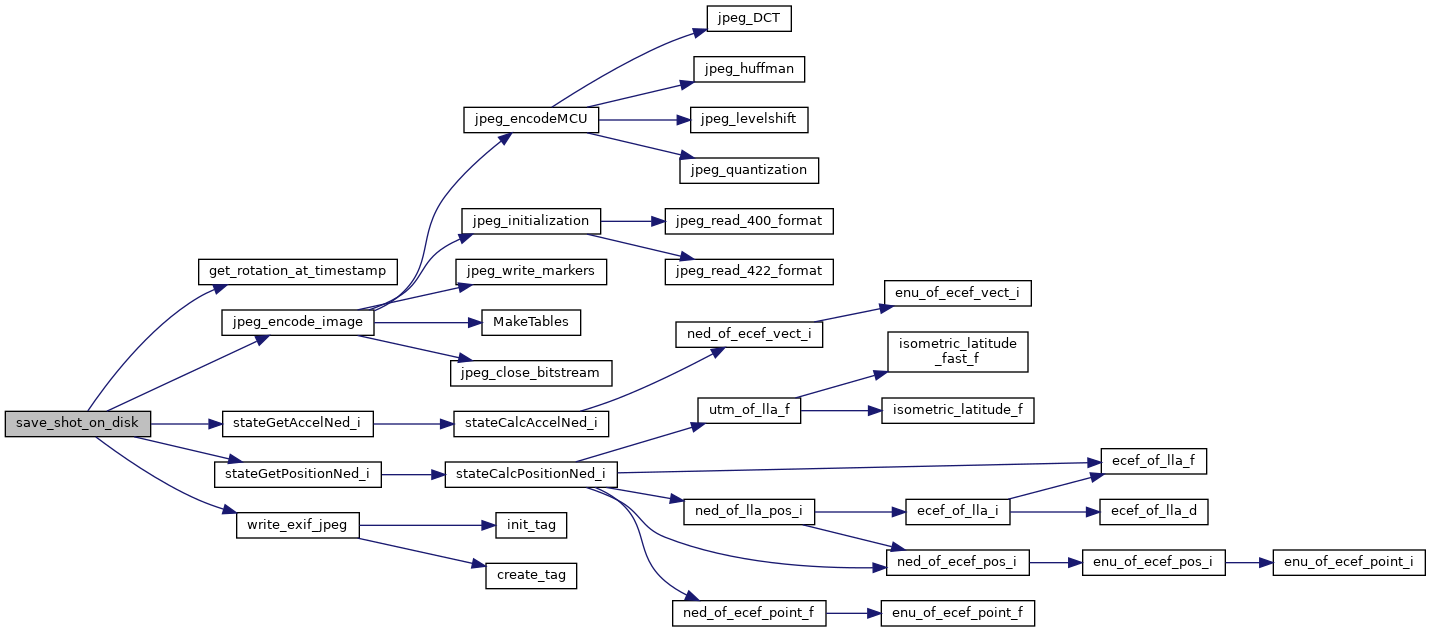 jpeg_DCT
jpeg_huffman
jpeg_encodeMCU
jpeg_levelshift
jpeg_quantization
jpeg_initialization
jpeg_read_400_format
get_rotation_at_timestamp
jpeg_write_markers
jpeg_read_422_format
enu_of_ecef_vect_i
jpeg_encode_image
MakeTables
ned_of_ecef_vect_i
isometric_latitude
_fast_f
jpeg_close_bitstream
utm_of_lla_f
isometric_latitude_f
save_shot_on_disk
stateGetAccelNed_i
stateCalcAccelNed_i
ecef_of_lla_f
stateGetPositionNed_i
stateCalcPositionNed_i
ned_of_lla_pos_i
ecef_of_lla_i
ecef_of_lla_d
write_exif_jpeg
init_tag
ned_of_ecef_pos_i
enu_of_ecef_pos_i
enu_of_ecef_point_i
create_tag
ned_of_ecef_point_f
enu_of_ecef_point_f